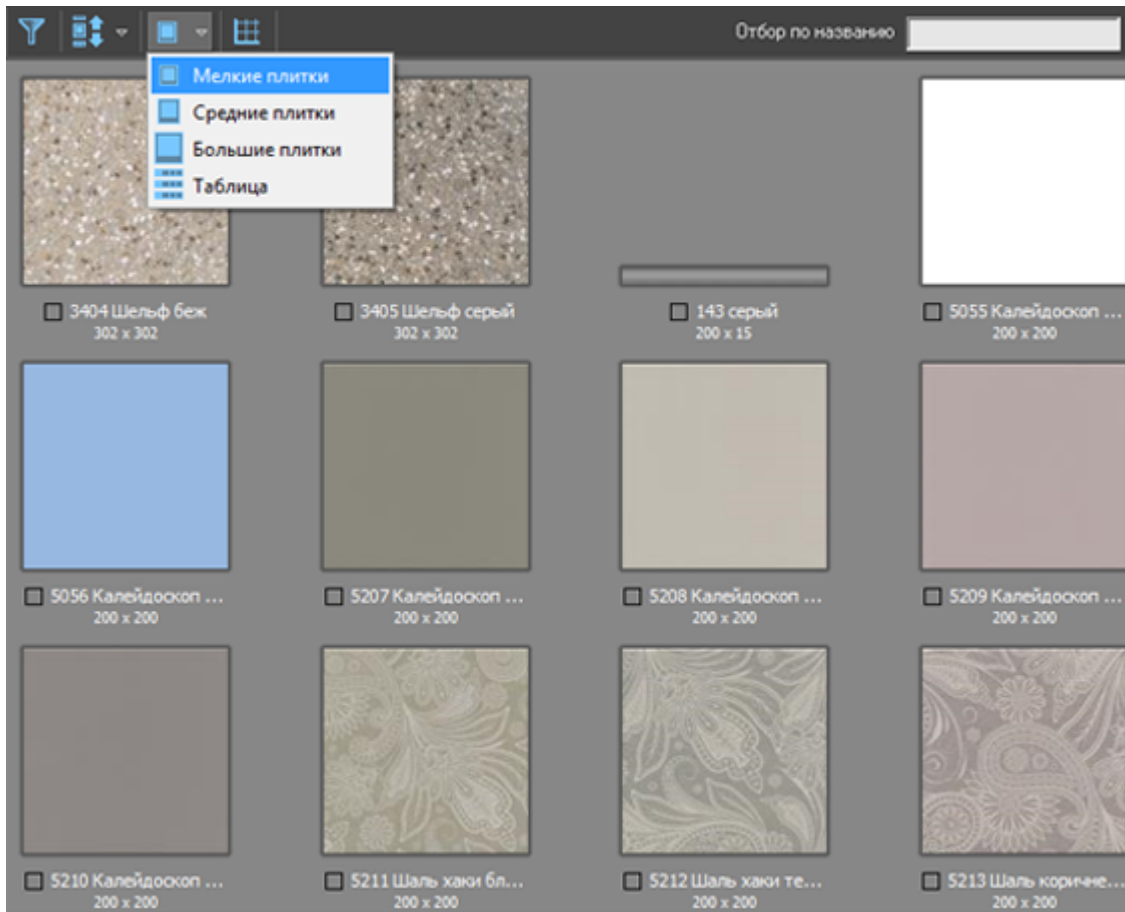 Отбор по названию
Мелкие плитки
Средние плитки
Большие плитки
Таблица
3404 Шельф беж
302 x 302
3405 Шельф серый
302 x 302
143 серый
200 x 15
5055 Калейдоскоп ...
200 x 200
5056 Калейдоскоп ...
200 x 200
5207 Калейдоскоп ...
200 x 200
5208 Калейдоскоп ...
200 x 200
5209 Калейдоскоп ...
200 x 200
5210 Калейдоскоп ...
200 x 200
5211 Шаль хаки бл...
200 x 200
5212 Шаль хаки те...
200 x 200
5213 Шаль коричне...
200 x 200